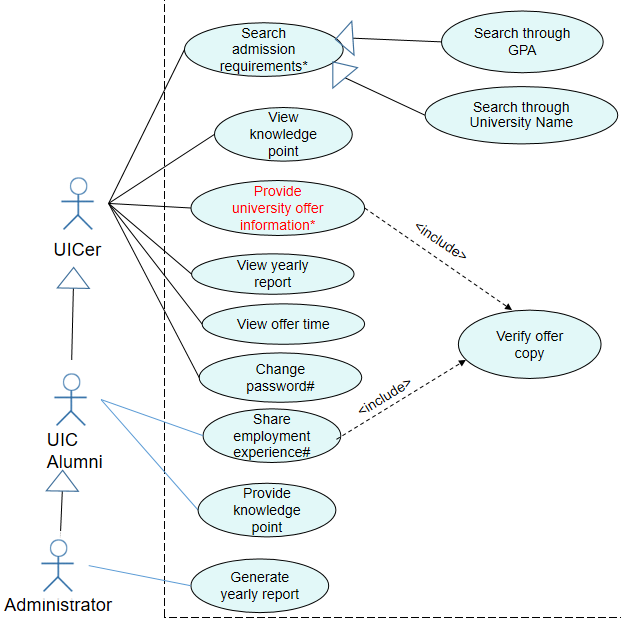 Search
admission
requirements*
Search through
GPA
Search through
University Name
View
knowledge
point
Provide
university offer
information*
<include>
UICer
View yearly
report
View offer time
Verify offer
copy
Change
password#
<include>
UIC
Alumni
Share
employment
experience#
Provide
knowledge
point
Administrator
Generate
yearly report